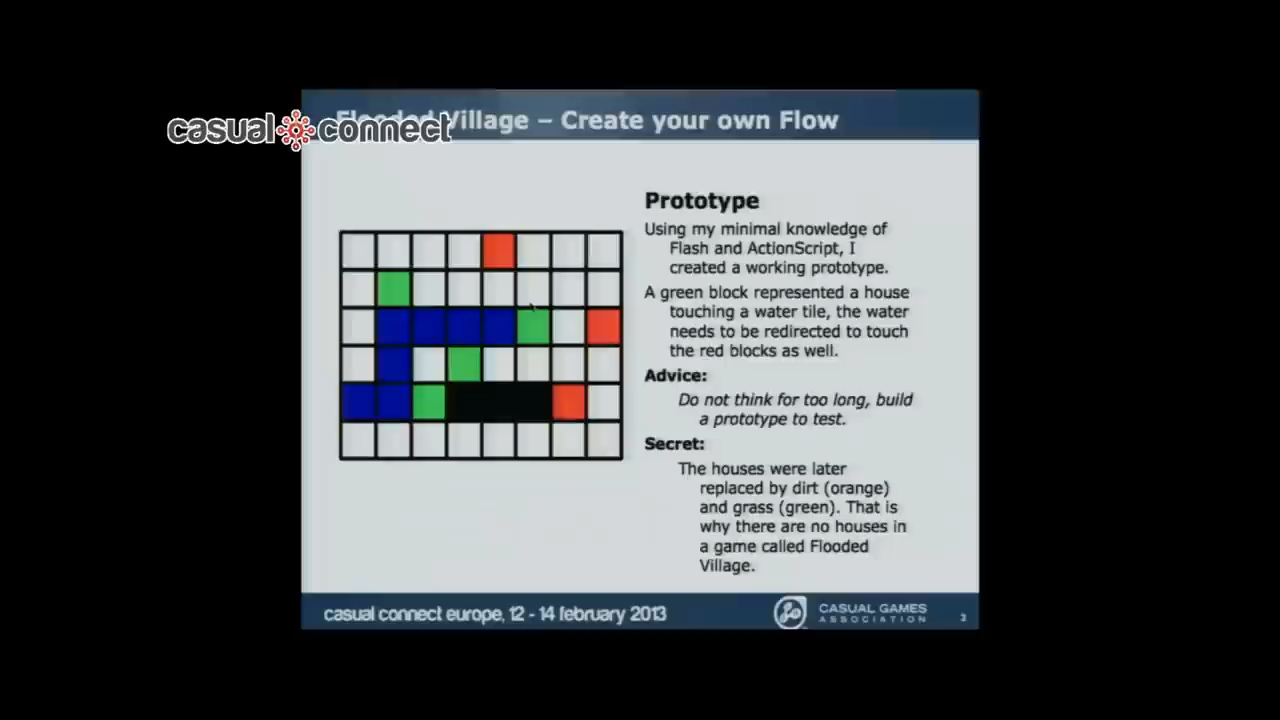 casual connect
Flooded Village – Create your own Flow
Prototype
Using my minimal knowledge of
Flash and ActionScript, I
created a working prototype.
A green block represented a house
touching a water tile, the water
needs to be redirected to touch
the red blocks as well.
Advice:
Do not think for too long, build
a prototype to test.
Secret:
The houses were later
replaced by dirt (orange)
and grass (green). That is
why there are no houses in
a game called Flooded
Village.
casual connect europe, 12 - 14 february 2013
CASUAL GAMES
ASSOCIATION